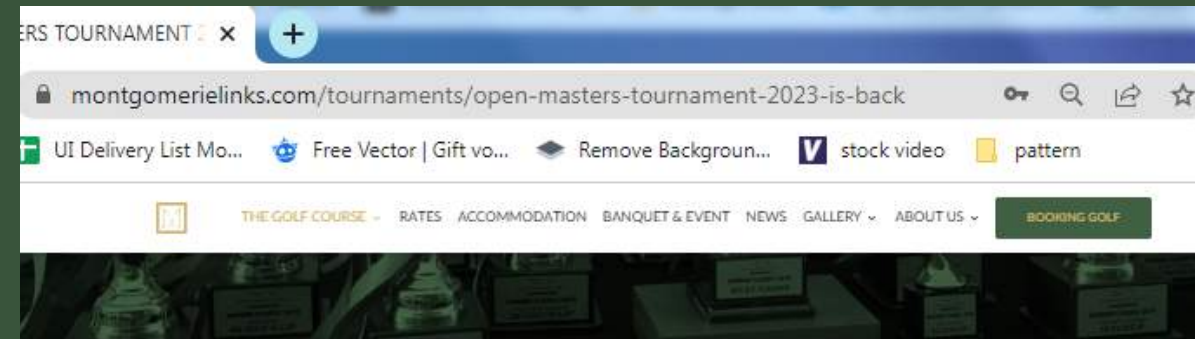 ERS TOURNAMENT
montgomerielinks.com/tournaments/open-masters-tournament-2023-is-back
UI Delivery List Mo... Free Vector | Gift vo... Remove Backgroun... stock video pattern
THE GOLF COURSE RATES ACCOMMODATION BANQUET & EVENT NEWS GALLERY ABOUT US BOOKING GOLF